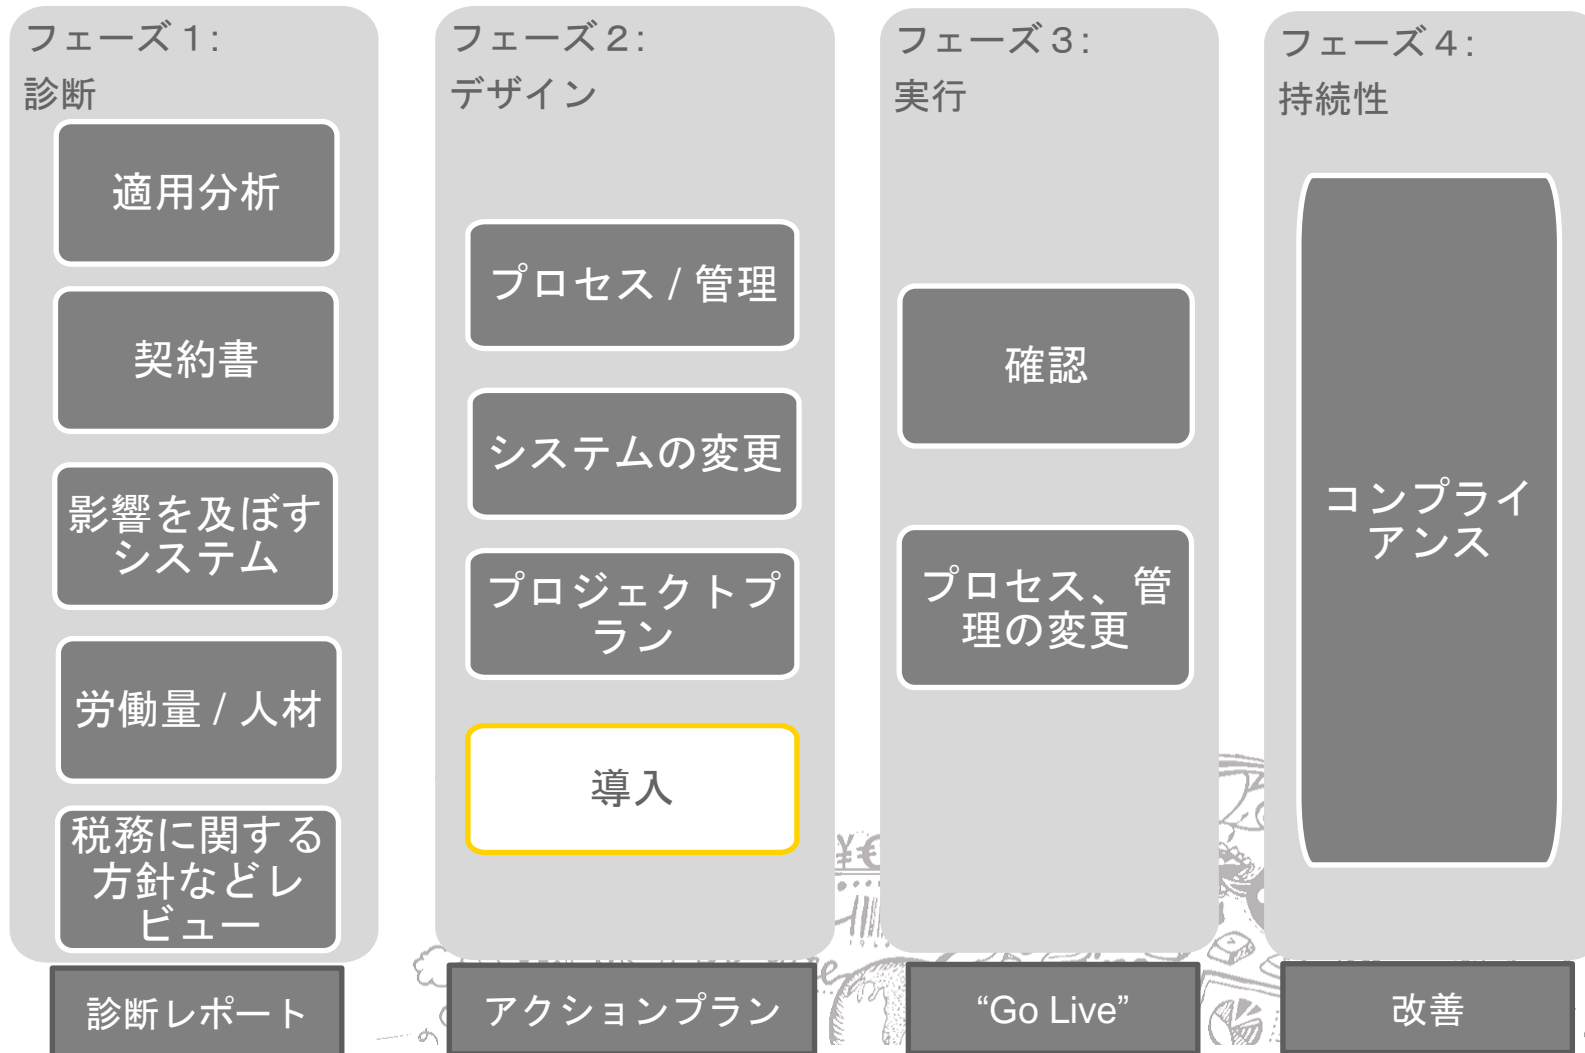 フェーズ１:
診断
適用分析
契約書
影響を及ぼす
システム
労働量 / 人材
税務に関する
方針などレ
ビュー
診断レポート
フェーズ２:
デザイン
プロセス / 管理
システムの変更
プロジェクトプ
ラン
導入
アクションプラン
フェーズ３:
実行
確認
プロセス、管
理の変更
“Go Live”
フェーズ４:
持続性
コンプライ
アンス
改善
¥€